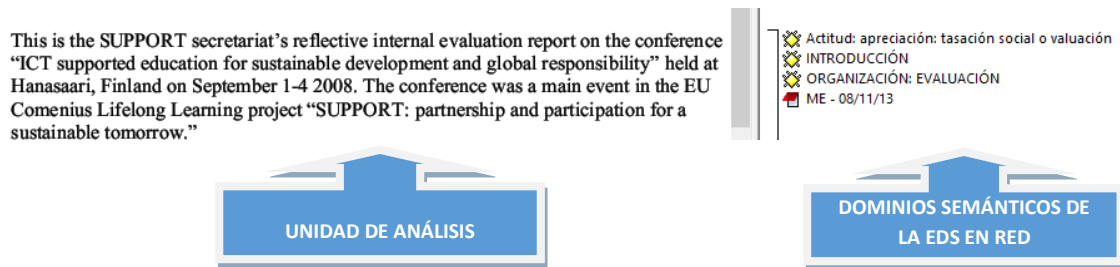 This is the SUPPORT secretariat's reflective internal evaluation report on the conference
"ICT supported education for sustainable development and global responsibility" held at
Hanasaari, Finland on September 1-4 2008. The conference was a main event in the EU
Comenius Lifelong Learning project "SUPPORT: partnership and participation for a
sustainable tomorrow."
Actitud: apreciación: tasación social o valuación
INTRODUCCIÓN
ORGANIZACIÓN: EVALUACIÓN
ME - 08/11/13
UNIDAD DE ANÁLISIS
DOMINIOS SEMÁNTICOS DE
LA EDS EN RED